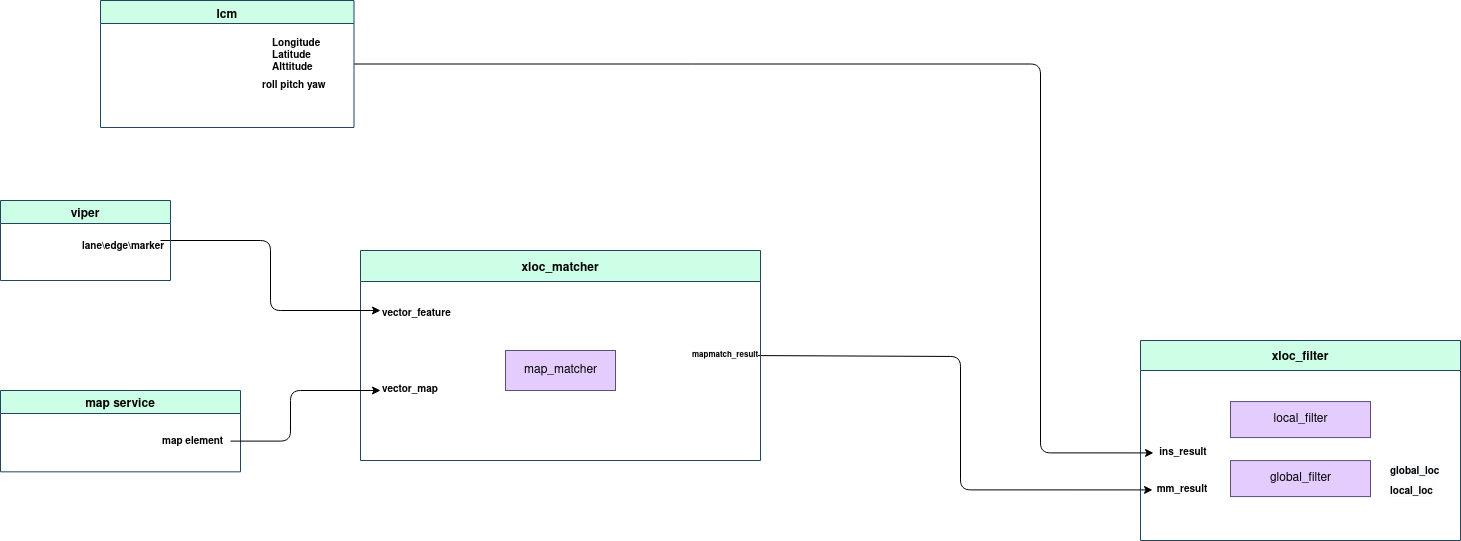 lcm
Longitude
Latitude
Alttitude
roll pitch yaw
viper
lane\edge\marker
xloc_matcher
vector_feature
mapmatch_result
map_matcher
vector_map
map service
map element
xloc_filter
local_filter
ins_result
global_filter
global_loc
mm_result
local_loc